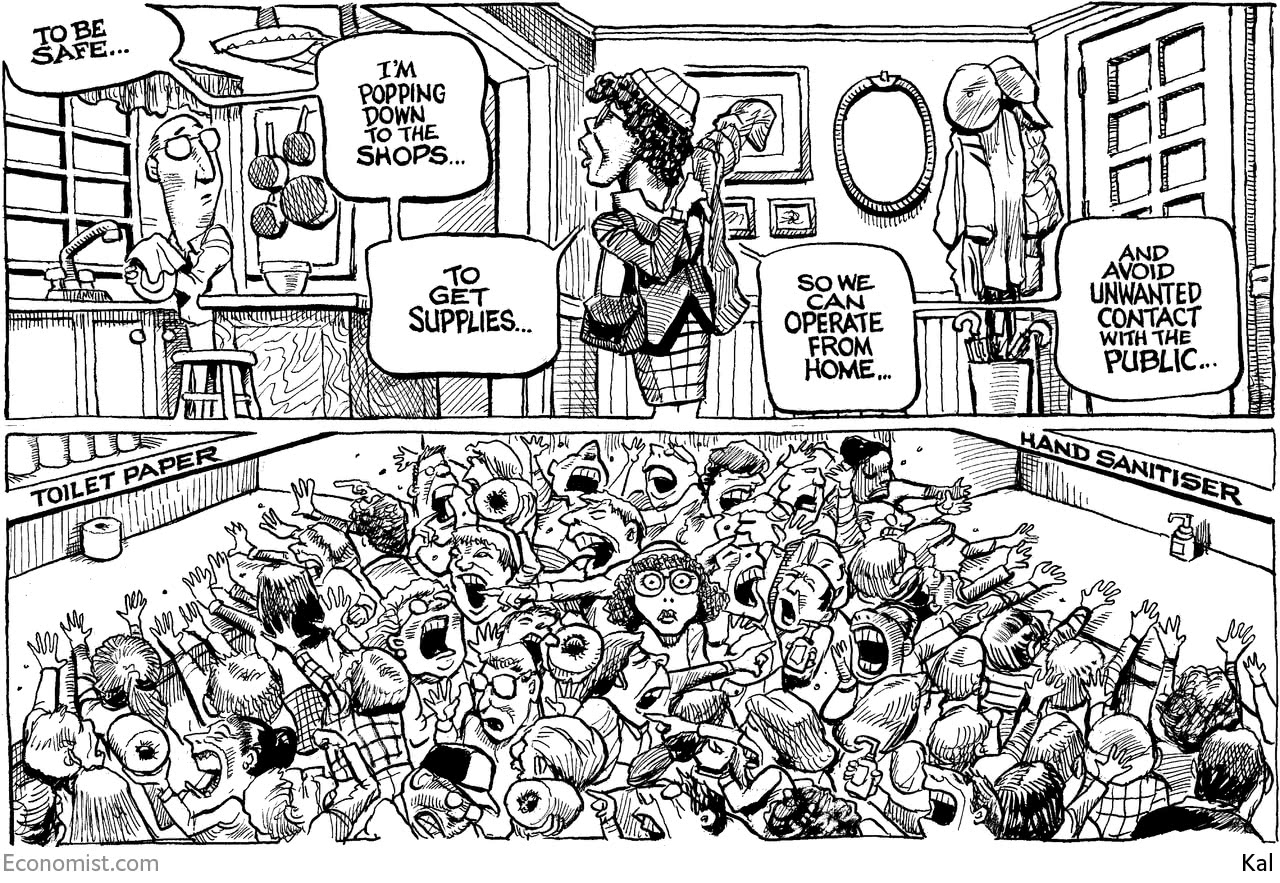 TO BE
SAFE...
I'M
POPPING
DOWN
TO THE
SHOPS...
TO
GET
SUPPLIES...
SO WE
CAN
OPERATE
FROM
HOME...
AND
AVOID
UNWANTED
CONTACT
WITH THE
PUBLIC...
TOILET PAPER
HAND SANITISER
Economist.com
Kal